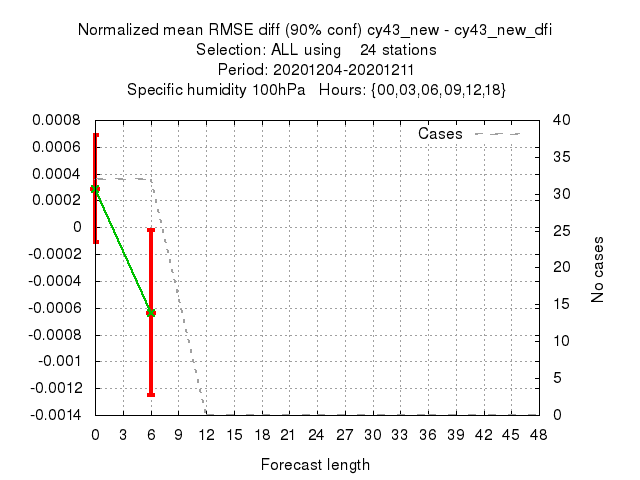 Normalized mean RMSE diff (90% conf) cy43_new - cy43_new_dfi
Selection: ALL using    24 stations
Period: 20201204-20201211
Specific humidity 100hPa   Hours: {00,03,06,09,12,18}
Cases
0.0008
0.0006
0.0004
0.0002
0
-0.0002
-0.0004
-0.0006
-0.0008
-0.001
-0.0012
-0.0014
40
35
30
25
20
15
10
5
0
No cases
0 3 6 9 12 15 18 21 24 27 30 33 36 39 42 45 48
Forecast length